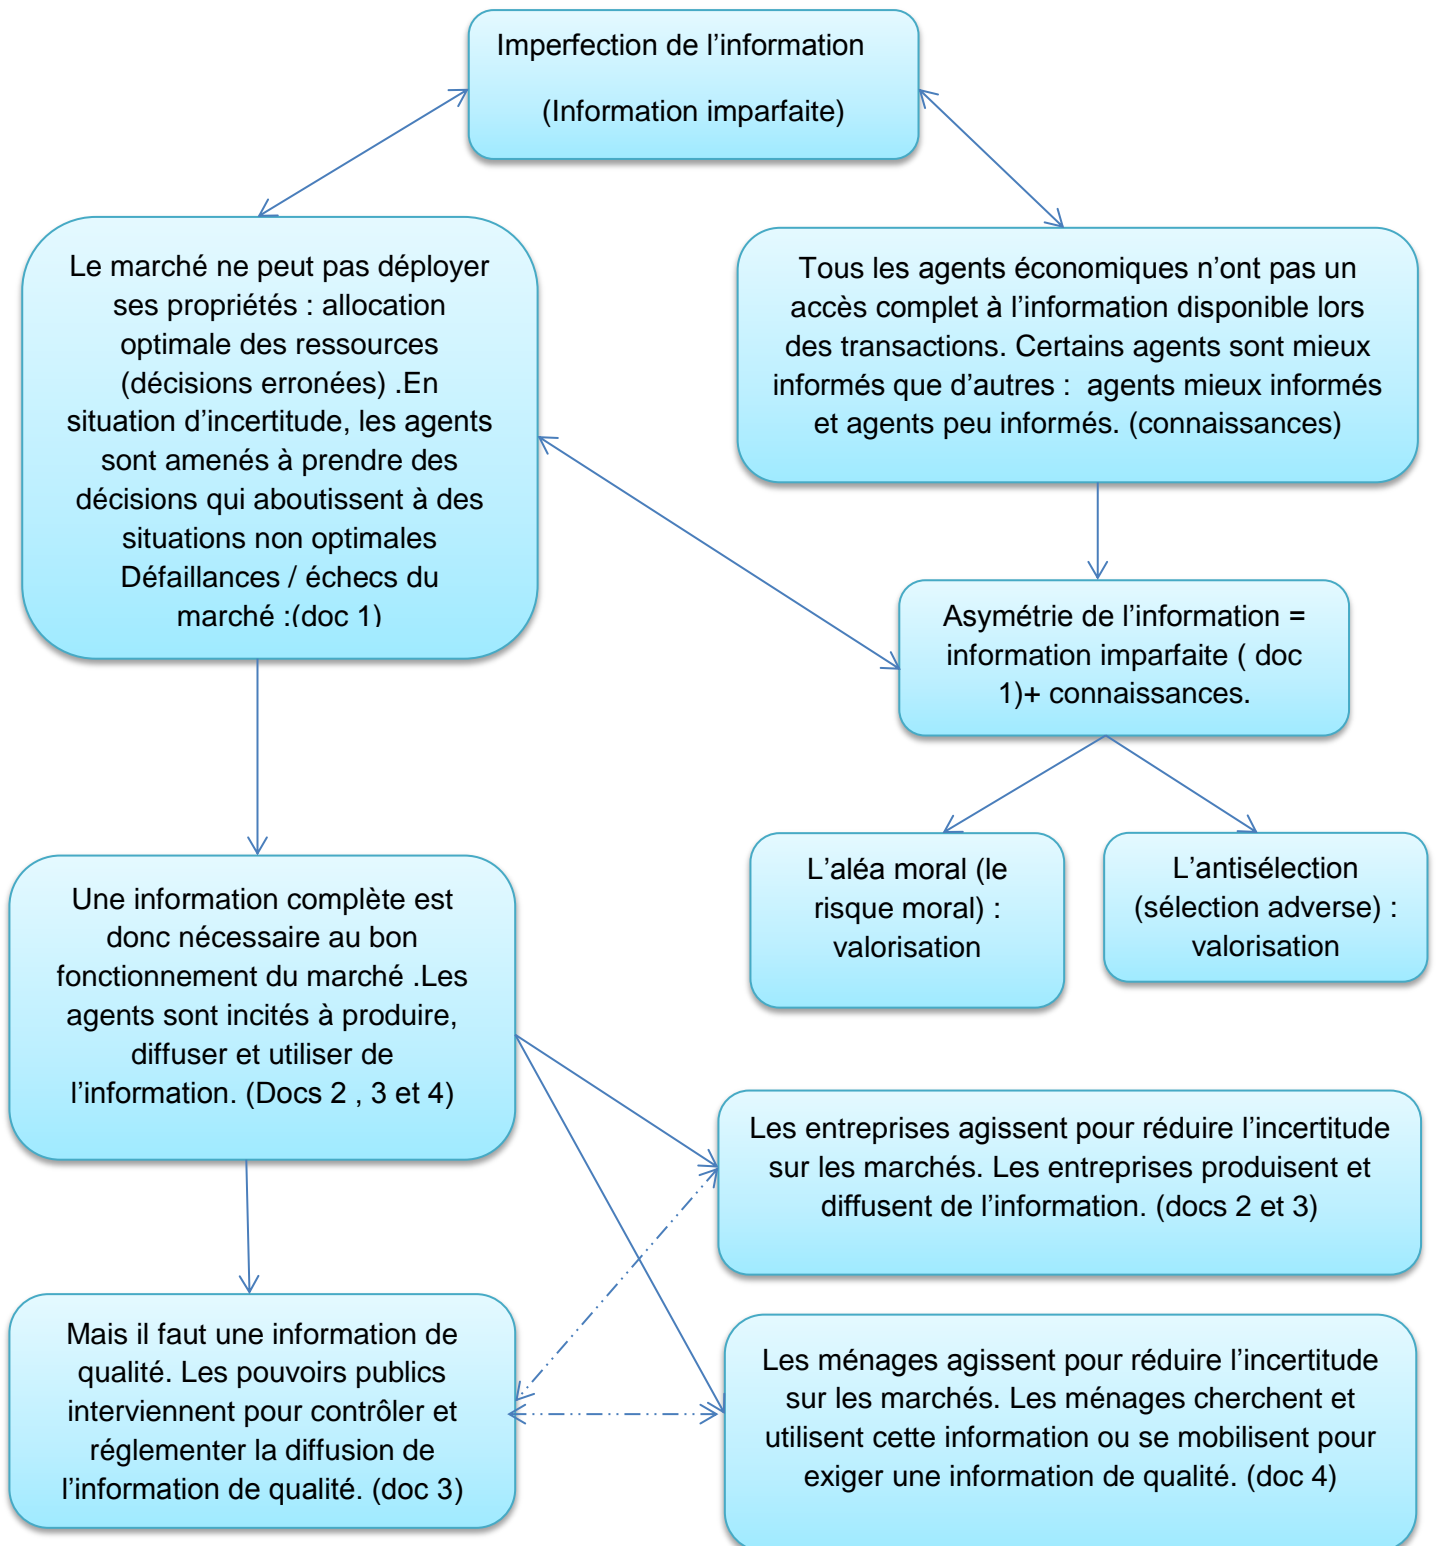 Imperfection de l’information
(Information imparfaite)
Le marché ne peut pas déployer
ses propriétés : allocation
optimale des ressources
(décisions erronées) .En
situation d’incertitude, les agents
sont amenés à prendre des
décisions qui aboutissent à des
situations non optimales
Défaillances / échecs du
marché :(doc 1)
Tous les agents économiques n’ont pas un
accès complet à l’information disponible lors
des transactions. Certains agents sont mieux
informés que d’autres :  agents mieux informés
et agents peu informés. (connaissances)
Asymétrie de l’information =
information imparfaite ( doc
1)+ connaissances.
L’aléa moral (le
risque moral) :
valorisation
L’antisélection
(sélection adverse) :
valorisation
Une information complète est
donc nécessaire au bon
fonctionnement du marché .Les
agents sont incités à produire,
diffuser et utiliser de
l’information. (Docs 2 , 3 et 4)
Les entreprises agissent pour réduire l’incertitude
sur les marchés. Les entreprises produisent et
diffusent de l’information. (docs 2 et 3)
Mais il faut une information de
qualité. Les pouvoirs publics
interviennent pour contrôler et
réglementer la diffusion de
l’information de qualité. (doc 3)
Les ménages agissent pour réduire l’incertitude
sur les marchés. Les ménages cherchent et
utilisent cette information ou se mobilisent pour
exiger une information de qualité. (doc 4)